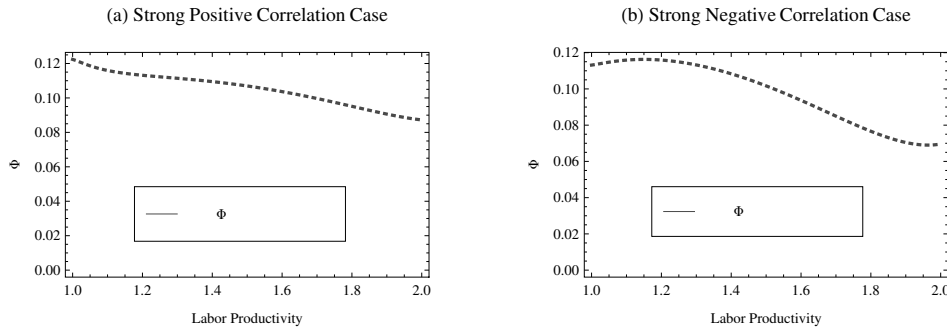 (a) Strong Positive Correlation Case
0.12
0.10
0.08
0.06
0.04
0.02
0.00
Φ
Φ
1.0 1.2 1.4 1.6 1.8 2.0
Labor Productivity
(b) Strong Negative Correlation Case
0.12
0.10
0.08
0.06
0.04
0.02
0.00
Φ
Φ
1.0 1.2 1.4 1.6 1.8 2.0
Labor Productivity